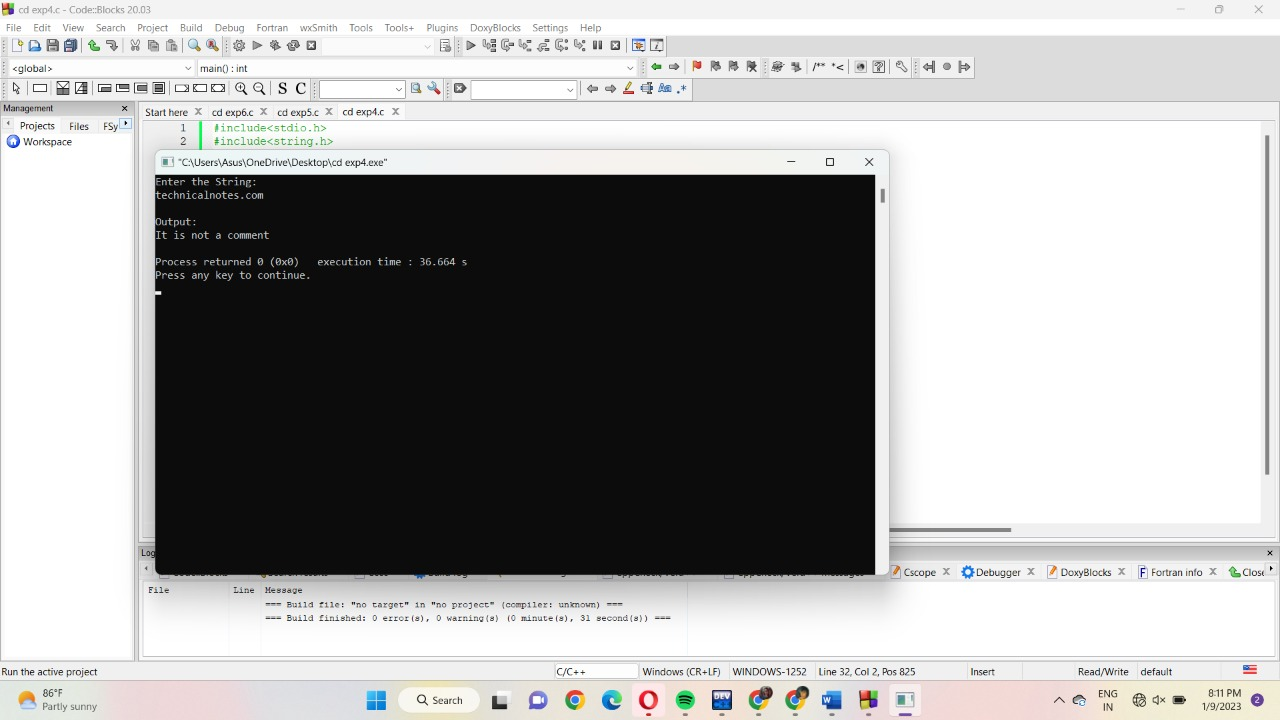 cd exp4.c - Code::Blocks 20.03
File Edit View Search Project Build Debug Fortran wxSmith Tools Tools+ Plugins DoxyBlocks Settings Help
<global> main() : int
/** *<
S C Aa .*
Management
Projects Files FSy
Start here cd exp6.c cd exp5.c cd exp4.c
Workspace
1 #include<stdio.h>
2 #include<string.h>
"C:\Users\Asus\OneDrive\Desktop\cd exp4.exe"
Enter the String:
technicalnotes.com
Output:
It is not a comment
Process returned 0 (0x0) execution time : 36.664 s
Press any key to continue.
Log
Cscope Debugger DoxyBlocks Fortran info Close
File Line Message
=== Build file: "no target" in "no project" (compiler: unknown) ===
=== Build finished: 0 error(s), 0 warning(s) (0 minute(s), 31 second(s)) ===
Run the active project C/C++ Windows (CR+LF) WINDOWS-1252 Line 32, Col 2, Pos 825 Insert Read/Write default
86°F
Partly sunny
Search
DEV
ENG
IN
8:11 PM
1/9/2023
2